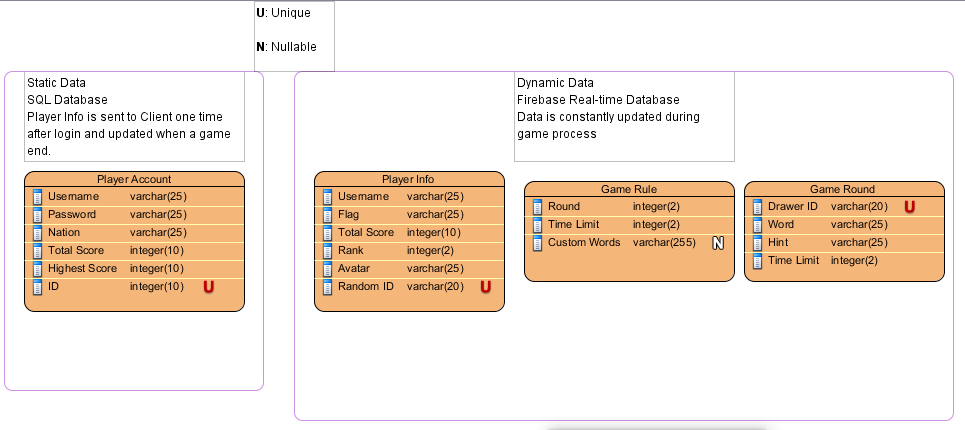 U: Unique
N: Nullable
Static Data
SQL Database
Player Info is sent to Client one time
after login and updated when a game
end.
Player Account
Username varchar(25)
Password varchar(25)
Nation varchar(25)
Total Score integer(10)
Highest Score integer(10)
ID integer(10) U
Dynamic Data
Firebase Real-time Database
Data is constantly updated during
game process
Player Info
Username varchar(25)
Flag varchar(25)
Total Score integer(10)
Rank integer(2)
Avatar varchar(25)
Random ID varchar(20) U
Game Rule
Round integer(2)
Time Limit integer(2)
Custom Words varchar(255) N
Game Round
Drawer ID varchar(20) U
Word varchar(25)
Hint varchar(25)
Time Limit integer(2)